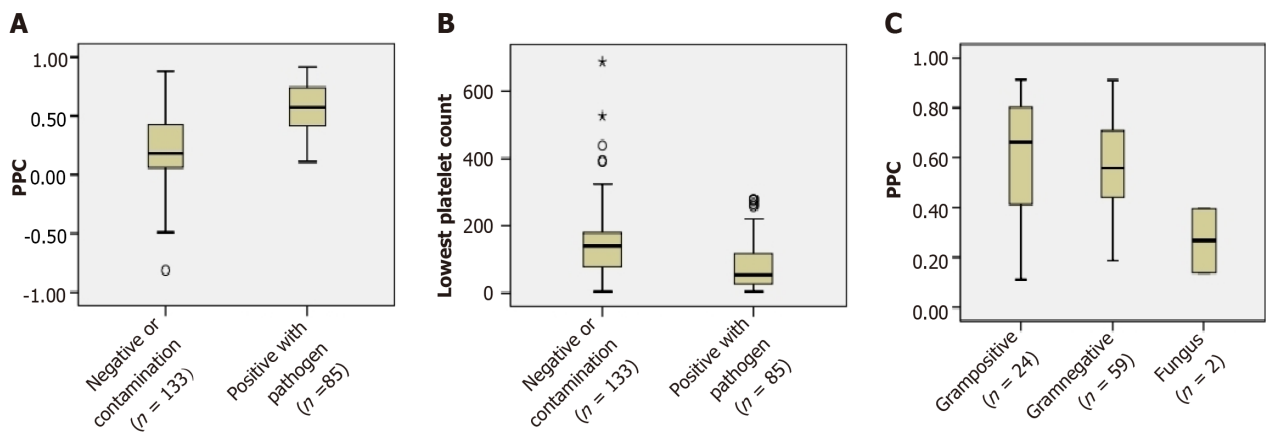 A
PPC
1.00
0.50
0.00
-0.50
-1.00
Negative or
contamination
(n = 133)
Positive with
pathogen
(n =85)
B
Lowest platelet count
600
400
200
0
Negative or
contamination
(n = 133)
Positive with
pathogen
(n = 85)
C
PPC
1.00
0.80
0.60
0.40
0.20
0.00
Grampositive
(n = 24)
Gramnegative
(n = 59)
Fungus
(n = 2)